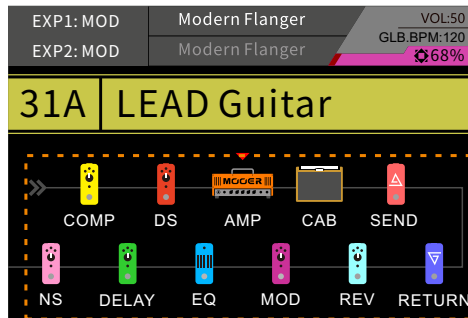 EXP1: MOD
Modern Flanger
VOL:50
GLB.BPM:120
EXP2: MOD
Modern Flanger
68%
31A
LEAD Guitar
MOOER
COMP
DS
AMP
CAB
SEND
NS
DELAY
EQ
MOD
REV
RETURN